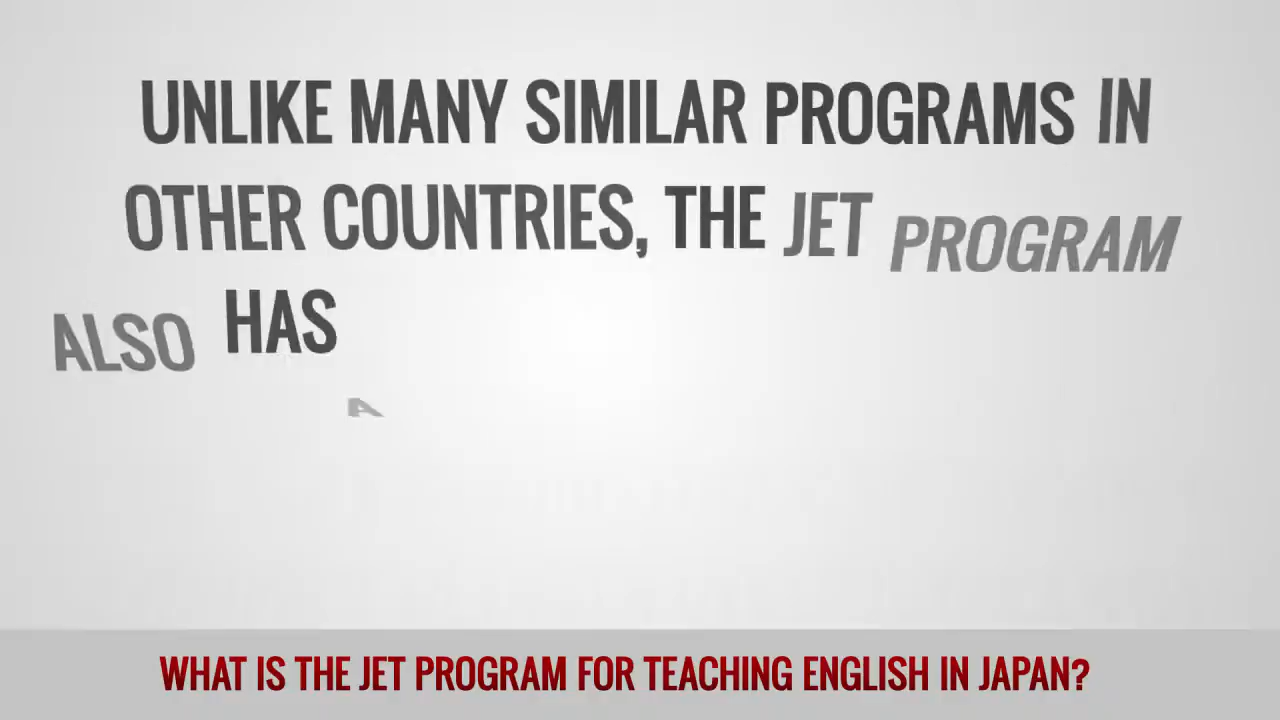 UNLIKE MANY SIMILAR PROGRAMS IN
OTHER COUNTRIES, THE JET PROGRAM
ALSO HAS
A
WHAT IS THE JET PROGRAM FOR TEACHING ENGLISH IN JAPAN?